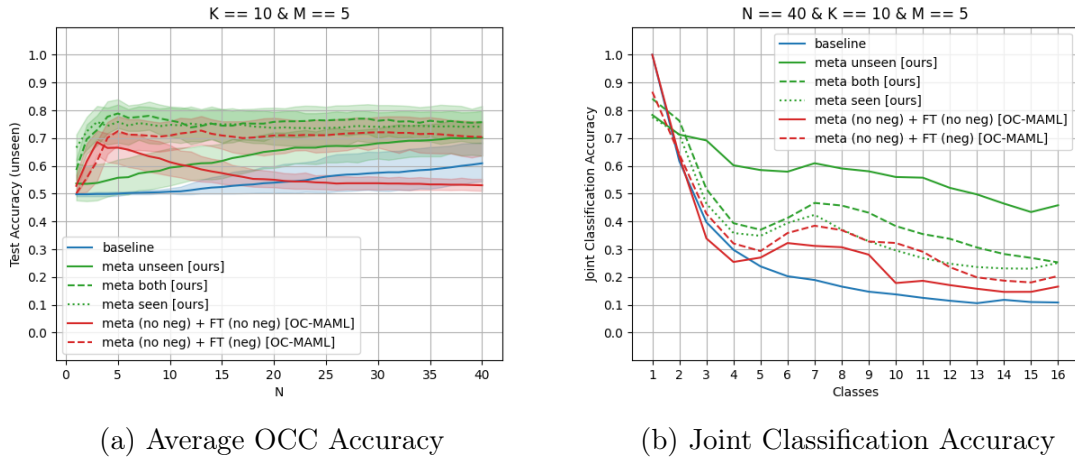 K == 10 & M == 5
Test Accuracy (unseen)
1.0
0.9
0.8
0.7
0.6
0.5
0.4
0.3
0.2
0.1
0.0
baseline
meta unseen [ours]
meta both [ours]
meta seen [ours]
meta (no neg) + FT (no neg) [OC-MAML]
meta (no neg) + FT (neg) [OC-MAML]
0 5 10 15 20 25 30 35 40
N
(a) Average OCC Accuracy
N == 40 & K == 10 & M == 5
Joint Classification Accuracy
1.0
0.9
0.8
0.7
0.6
0.5
0.4
0.3
0.2
0.1
0.0
baseline
meta unseen [ours]
meta both [ours]
meta seen [ours]
meta (no neg) + FT (no neg) [OC-MAML]
meta (no neg) + FT (neg) [OC-MAML]
1 2 3 4 5 6 7 8 9 10 11 12 13 14 15 16
Classes
(b) Joint Classification Accuracy